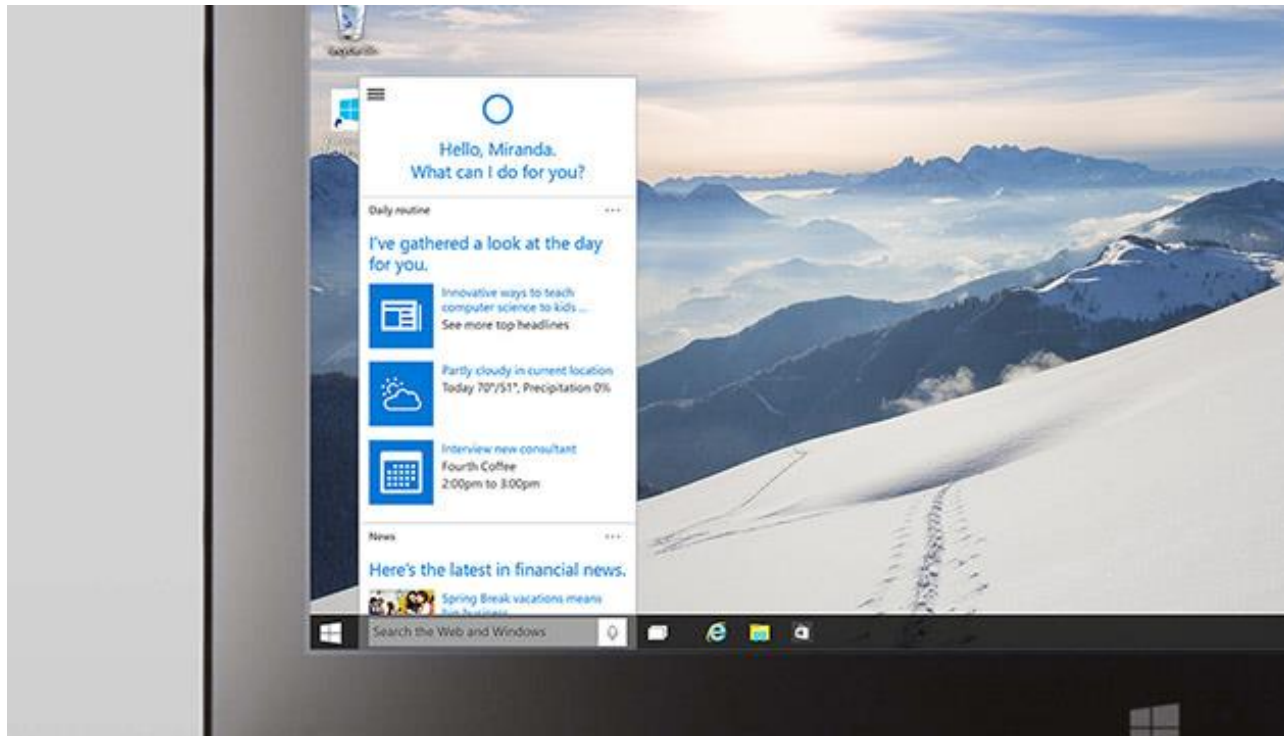 Hello, Miranda.
What can I do for you?
Daily routine
I've gathered a look at the day
for you.
Innovative ways to teach
computer science to kids ...
See more top headlines
Partly cloudy in current location
Today 70°/51°, Precipitation 0%
Interview new consultant
Fourth Coffee
2:00pm to 3:00pm
News
Here's the latest in financial news.
Spring Break vacations means
Search the Web and Windows